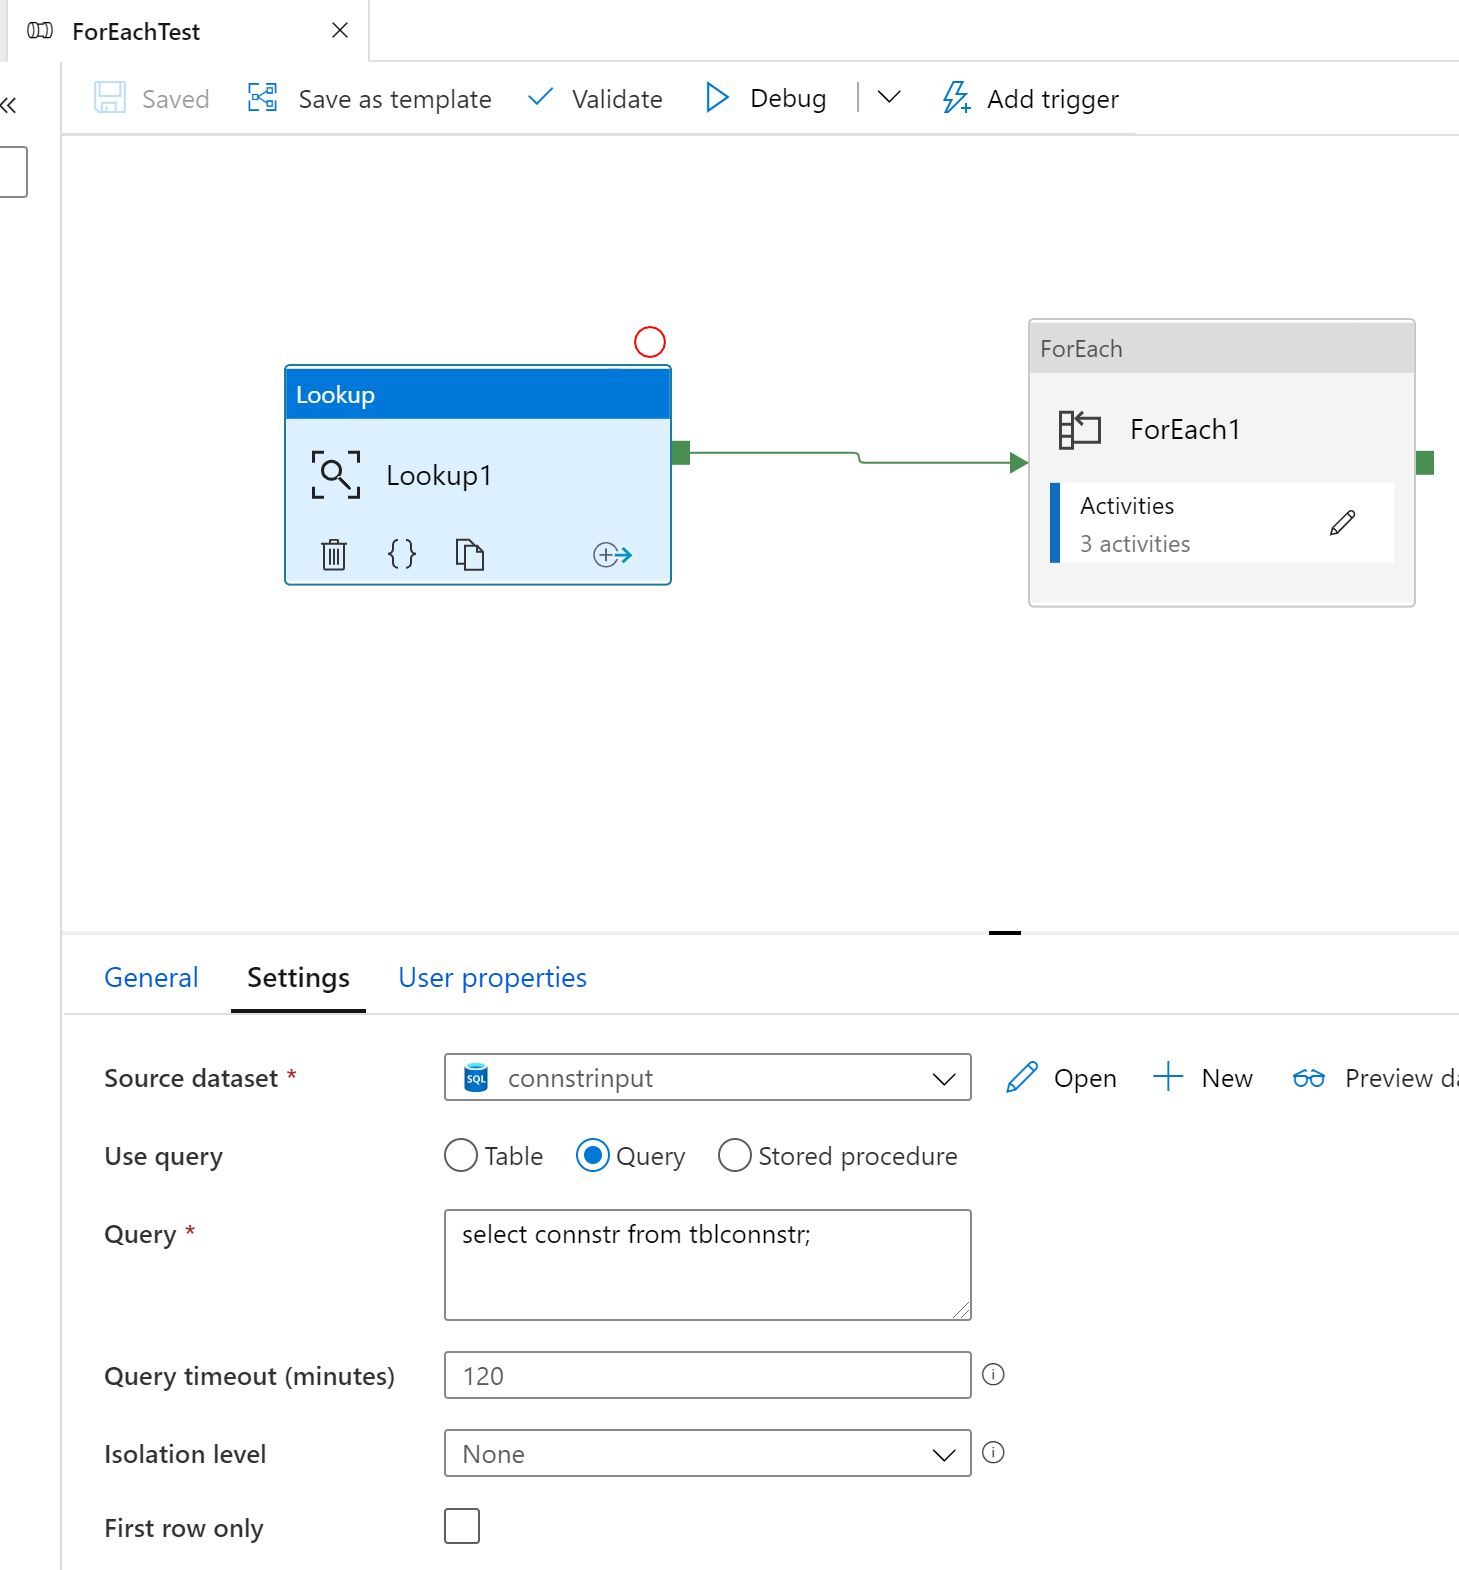 ForEachTest
Saved
Save as template
Validate
Debug
Add trigger
Lookup
Lookup1
ForEach
ForEach1
Activities
3 activities
General
Settings
User properties
Source dataset *
SQL
connstrinput
Open
New
Preview da
Use query
Table
Query
Stored procedure
Query *
select connstr from tblconnstr;
Query timeout (minutes)
120
Isolation level
None
First row only